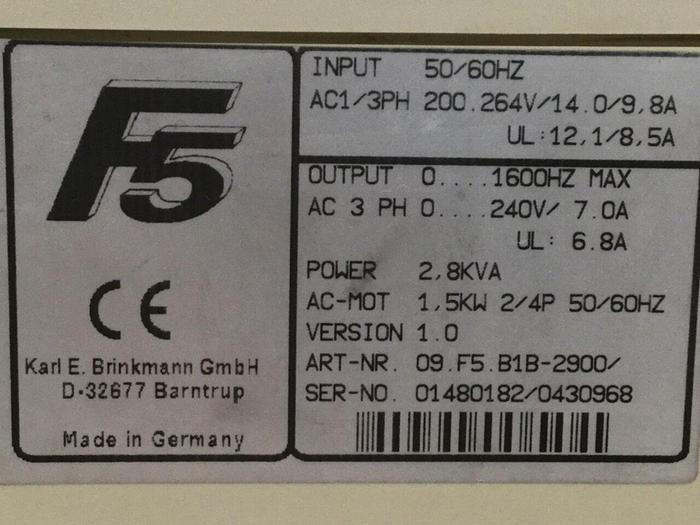 F5
CE
Karl E. Brinkmann GmbH
D-32677 Barntrup
Made in Germany
INPUT 50/60HZ
AC1/3PH 200.264V/14.0/9,8A
UL:12,1/8,5A
OUTPUT 0....1600HZ MAX
AC 3 PH 0....240V/ 7.0A
UL: 6.8A
POWER 2,8KVA
AC-MOT 1,5KW 2/4P 50/60HZ
VERSION 1.0
ART-NR. 09.F5.B1B-2900/
SER-NO. 01480182/0430968